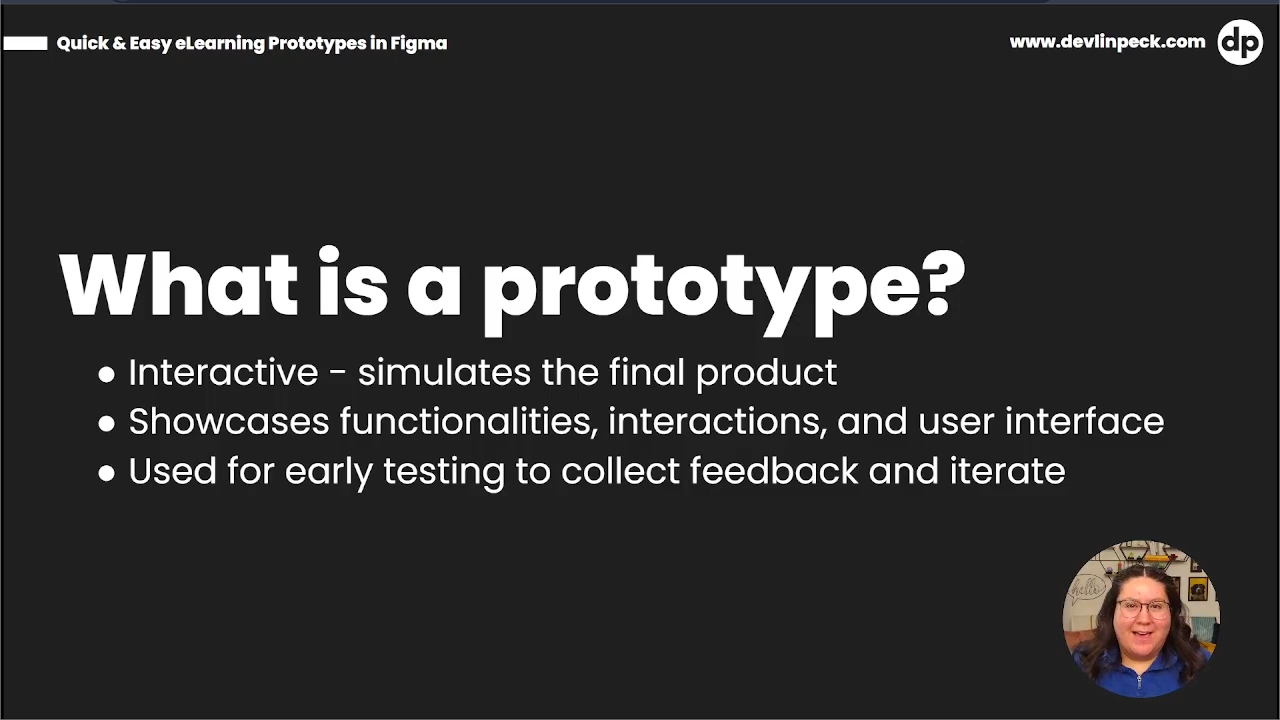 Quick & Easy eLearning Prototypes in Figma
www.devlinpeck.com dp
What is a prototype?
● Interactive - simulates the final product
● Showcases functionalities, interactions, and user interface
● Used for early testing to collect feedback and iterate
hello